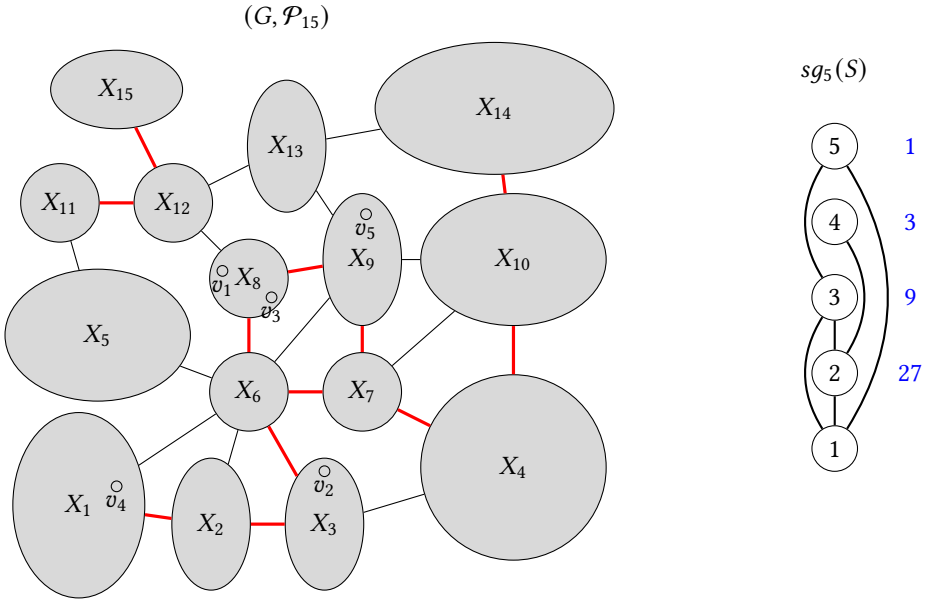 (G, 𝒫₁₅)
sg₅(S)
X₁₅
X₁₄
X₁₃
X₁₁
X₁₂
X₈
v₁
v₃
v₅
X₉
X₁₀
X₅
X₆
X₇
X₁
v₄
X₂
v₂
X₃
X₄
5 1
4 3
3 9
2 27
1